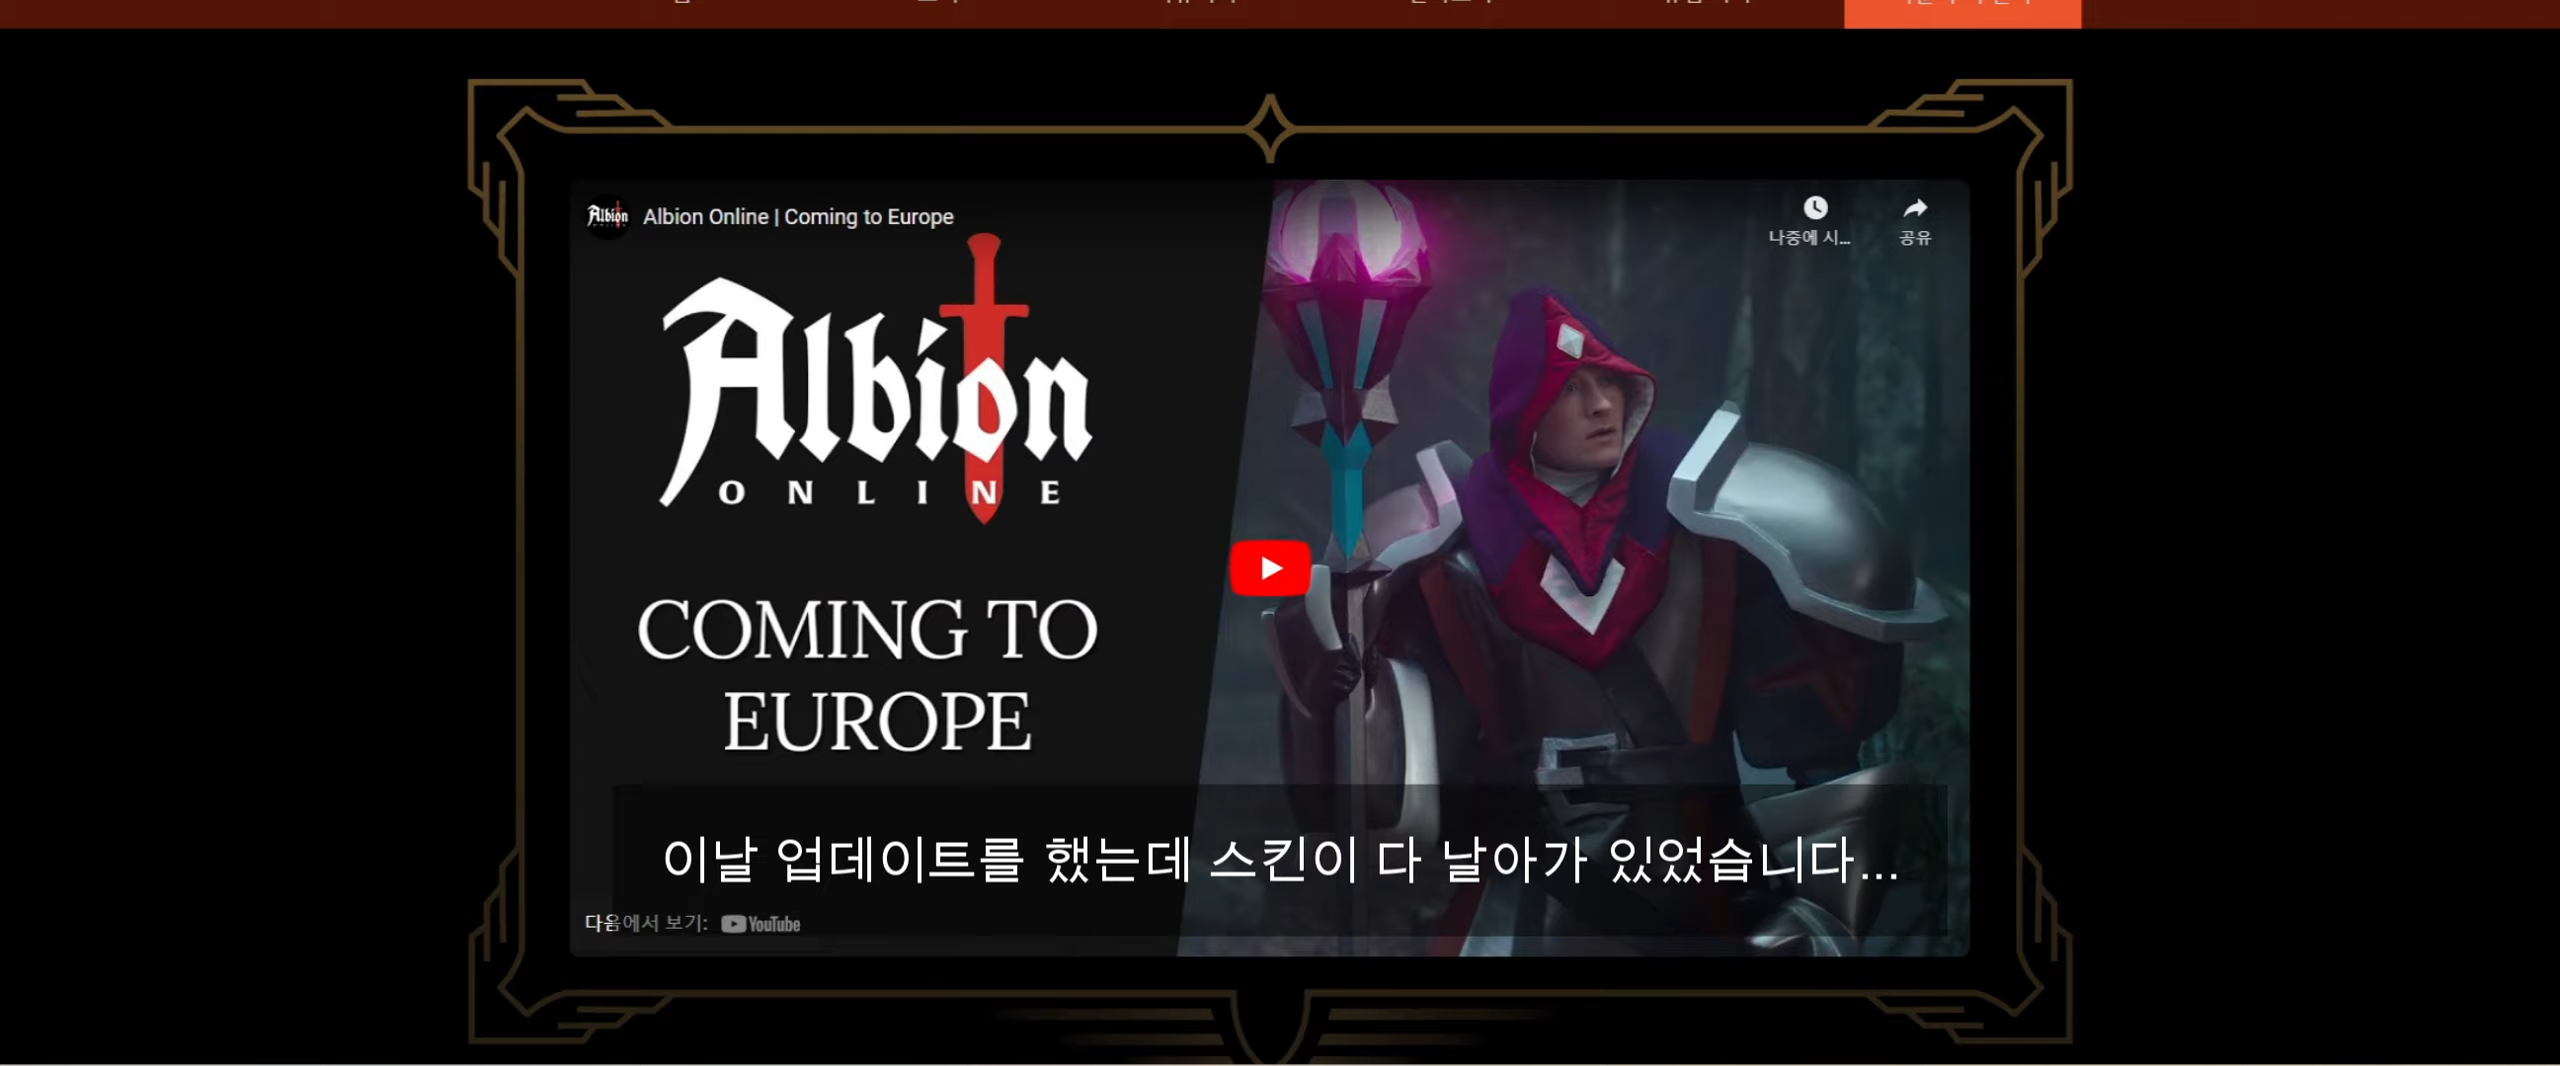 Albion Online | Coming to Europe
나중에 시...
공유
Albion
ONLINE
COMING TO
EUROPE
이날 업데이트를 했는데 스킨이 다 날아가 있었습니다...
다음에서 보기: YouTube